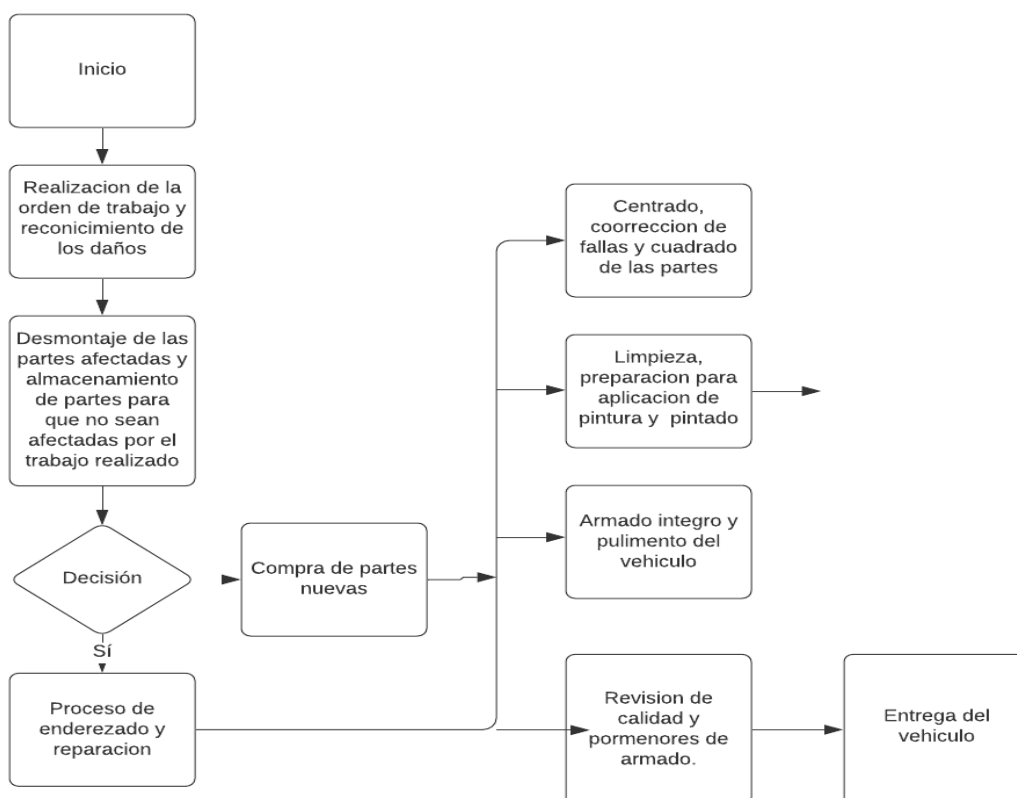 Inicio
Realizacion de la
orden de trabajo y
reconicimiento de
los daños
Desmontaje de las
partes afectadas y
almacenamiento
de partes para
que no sean
afectadas por el
trabajo realizado
Decisión
Sí
Proceso de
enderezado y
reparacion
Compra de partes
nuevas
Centrado,
coorreccion de
fallas y cuadrado
de las partes
Limpieza,
preparacion para
aplicacion de
pintura y pintado
Armado integro y
pulimento del
vehiculo
Revision de
calidad y
pormenores de
armado.
Entrega del
vehiculo